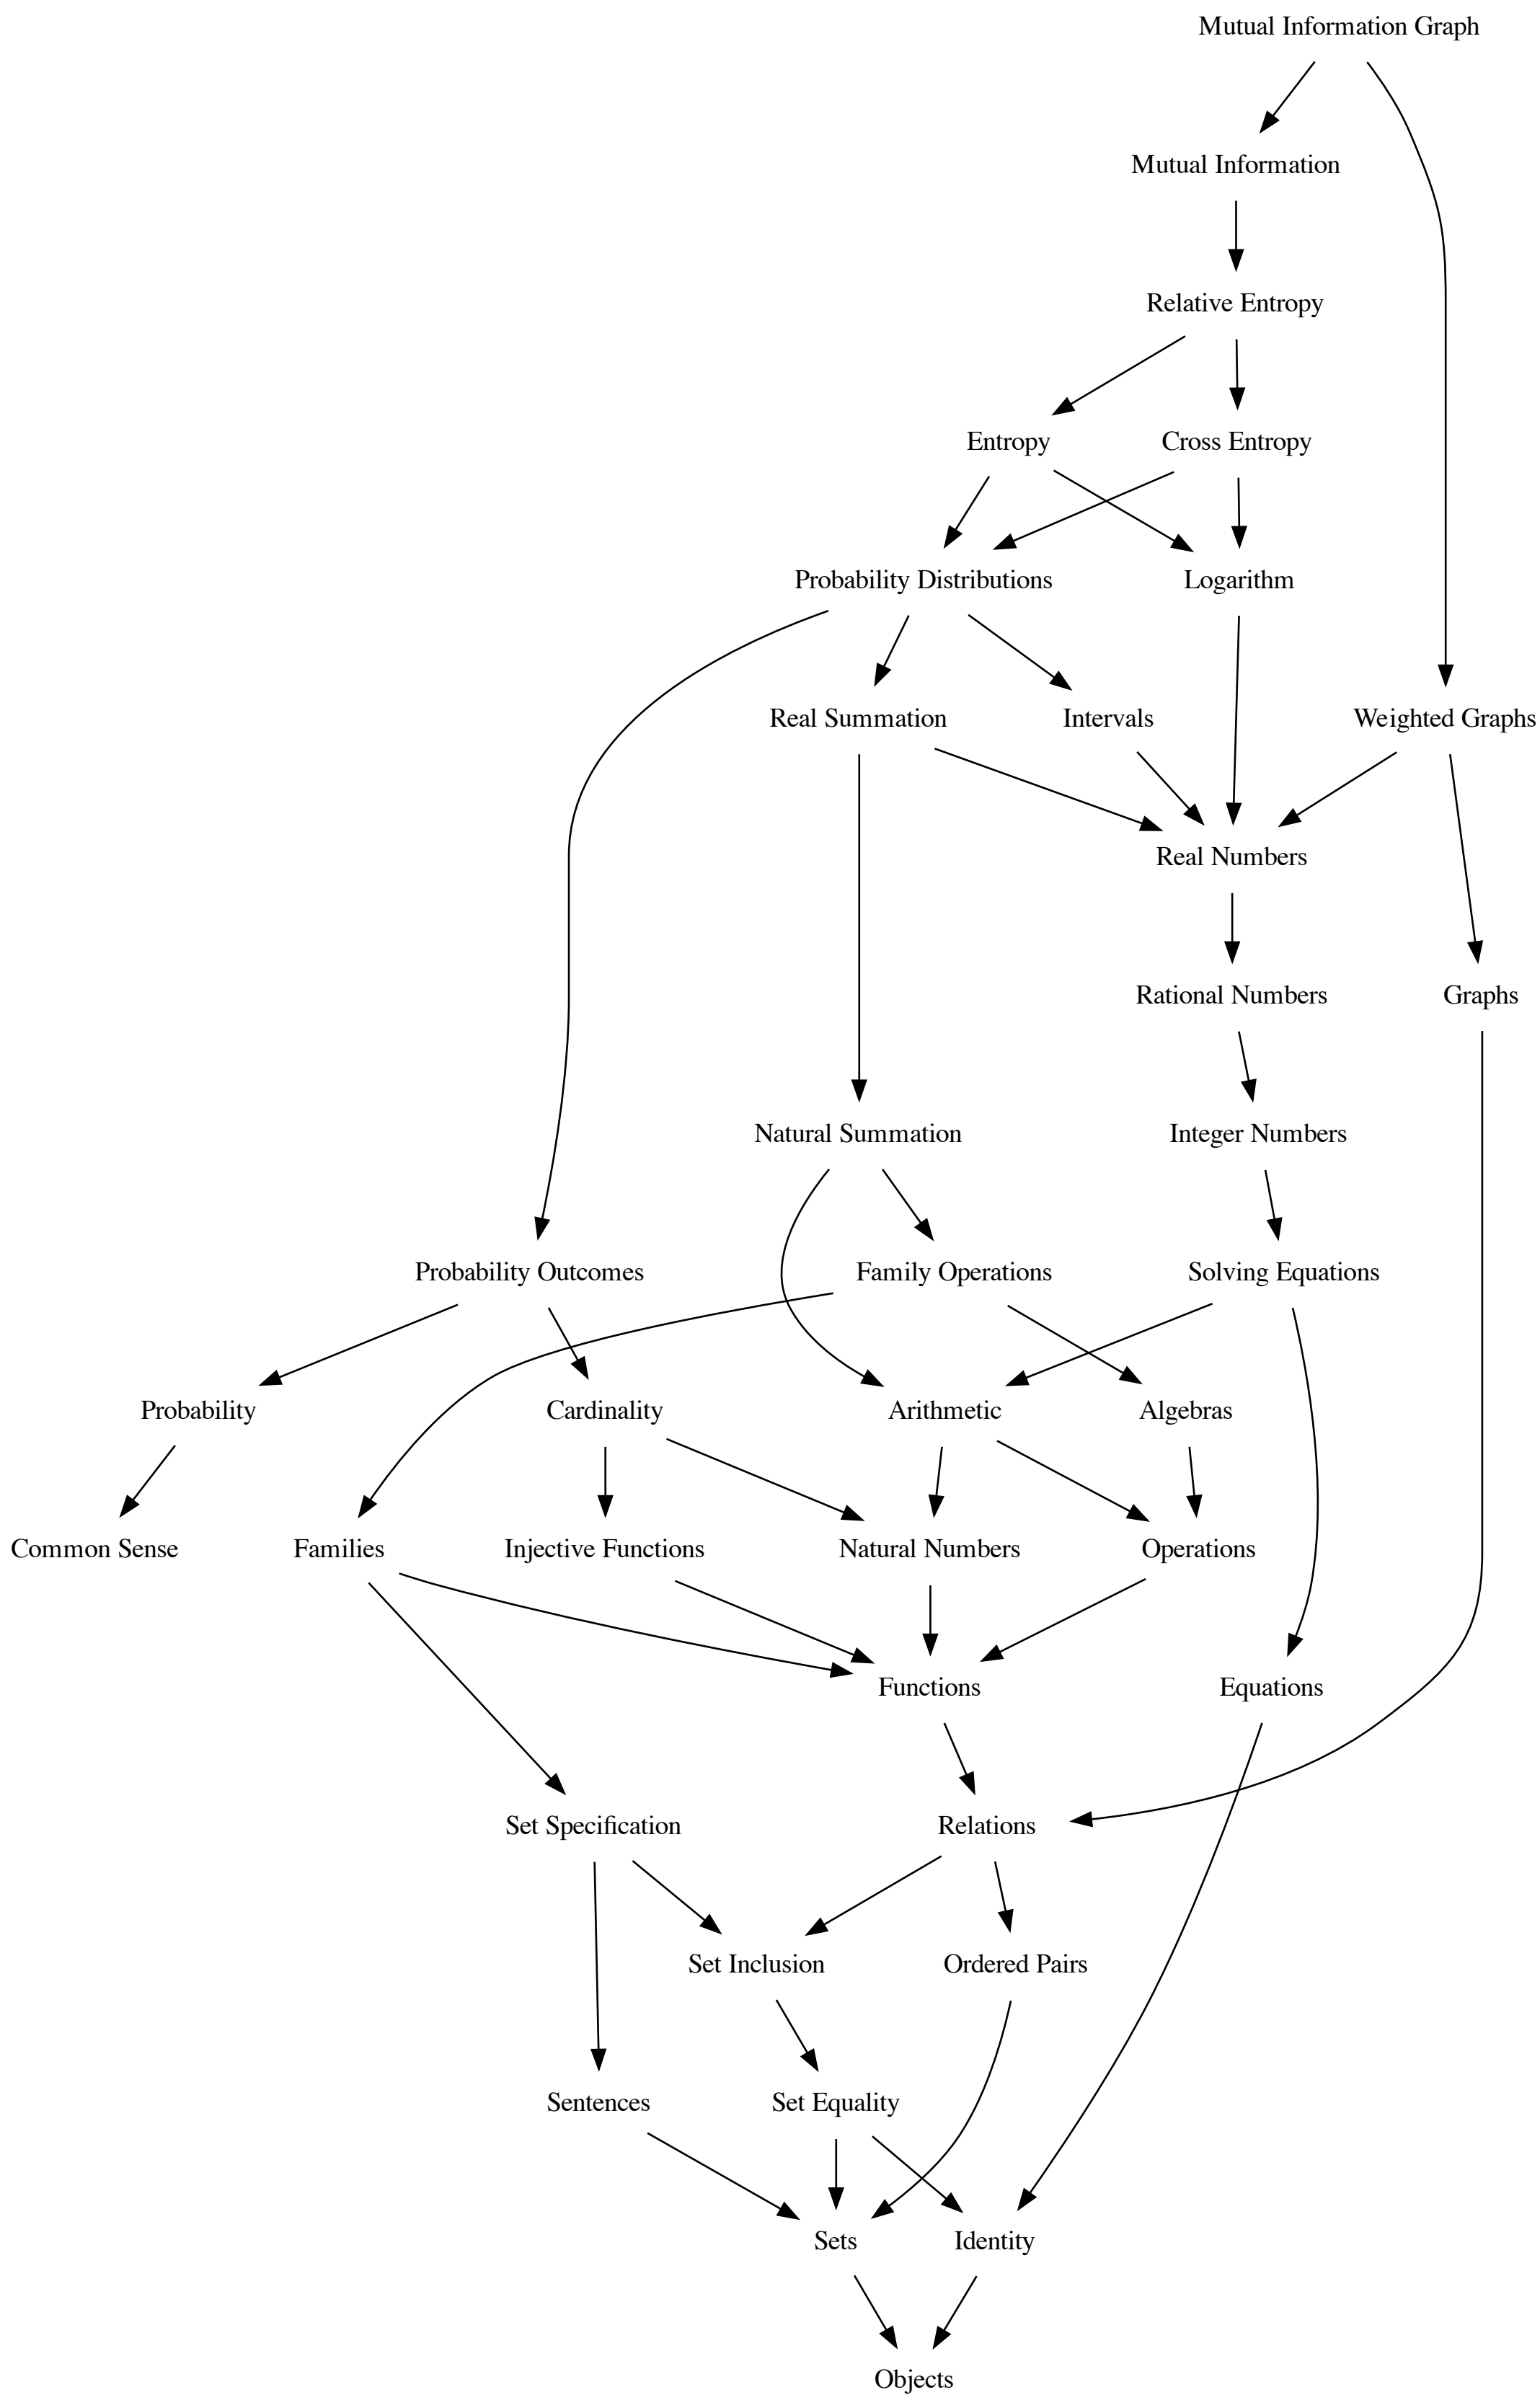 Mutual Information Graph
Mutual Information
Relative Entropy
Entropy
Cross Entropy
Probability Distributions
Logarithm
Real Summation
Intervals
Weighted Graphs
Real Numbers
Rational Numbers
Graphs
Natural Summation
Integer Numbers
Probability Outcomes
Family Operations
Solving Equations
Probability
Cardinality
Arithmetic
Algebras
Common Sense
Families
Injective Functions
Natural Numbers
Operations
Functions
Equations
Set Specification
Relations
Set Inclusion
Ordered Pairs
Sentences
Set Equality
Sets
Identity
Objects